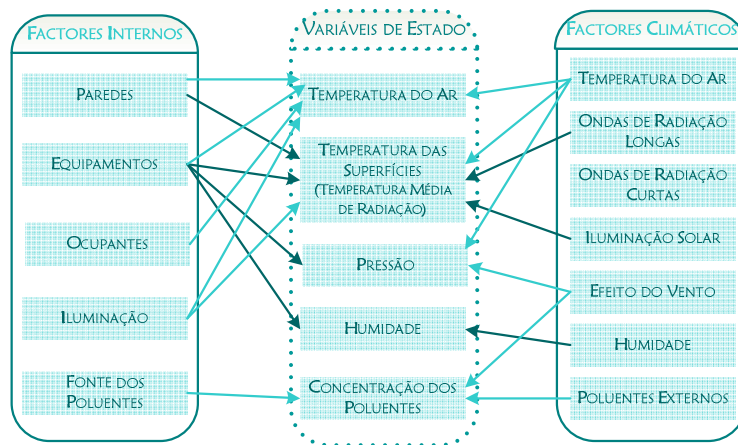 FACTORES INTERNOS
PAREDES
EQUIPAMENTOS
OCUPANTES
ILUMINAÇÃO
FONTE DOS
POLUENTES
VARIÁVEIS DE ESTADO
TEMPERATURA DO AR
TEMPERATURA DAS
SUPERFÍCIES
(TEMPERATURA MÉDIA
DE RADIAÇÃO)
PRESSÃO
HUMIDADE
CONCENTRAÇÃO DOS
POLUENTES
FACTORES CLIMÁTICOS
TEMPERATURA DO AR
ONDAS DE RADIAÇÃO
LONGAS
ONDAS DE RADIAÇÃO
CURTAS
ILUMINAÇÃO SOLAR
EFEITO DO VENTO
HUMIDADE
POLUENTES EXTERNOS